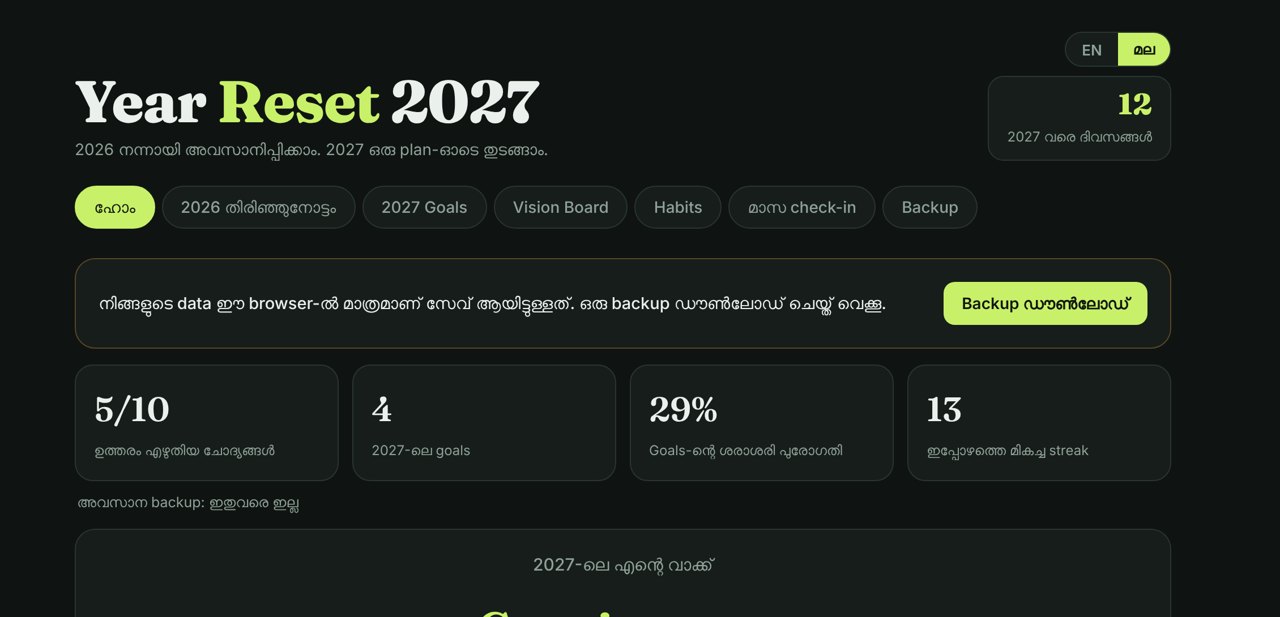 EN
മല
Year Reset 2027
2026 നന്നായി അവസാനിപ്പിക്കാം. 2027 ഒരു plan-ഓടെ തുടങ്ങാം.
12
2027 വരെ ദിവസങ്ങൾ
ഹോം
2026 തിരിഞ്ഞുനോട്ടം
2027 Goals
Vision Board
Habits
മാസ check-in
Backup
നിങ്ങളുടെ data ഈ browser-ൽ മാത്രമാണ് സേവ് ആയിട്ടുള്ളത്. ഒരു backup ഡൗൺലോഡ് ചെയ്ത് വെക്കൂ.
Backup ഡൗൺലോഡ്
5/10
ഉത്തരം എഴുതിയ ചോദ്യങ്ങൾ
4
2027-ലെ goals
29%
Goals-ന്റെ ശരാശരി പുരോഗതി
13
ഇപ്പോഴത്തെ മികച്ച streak
അവസാന backup: ഇതുവരെ ഇല്ല
2027-ലെ എന്റെ വാക്ക്